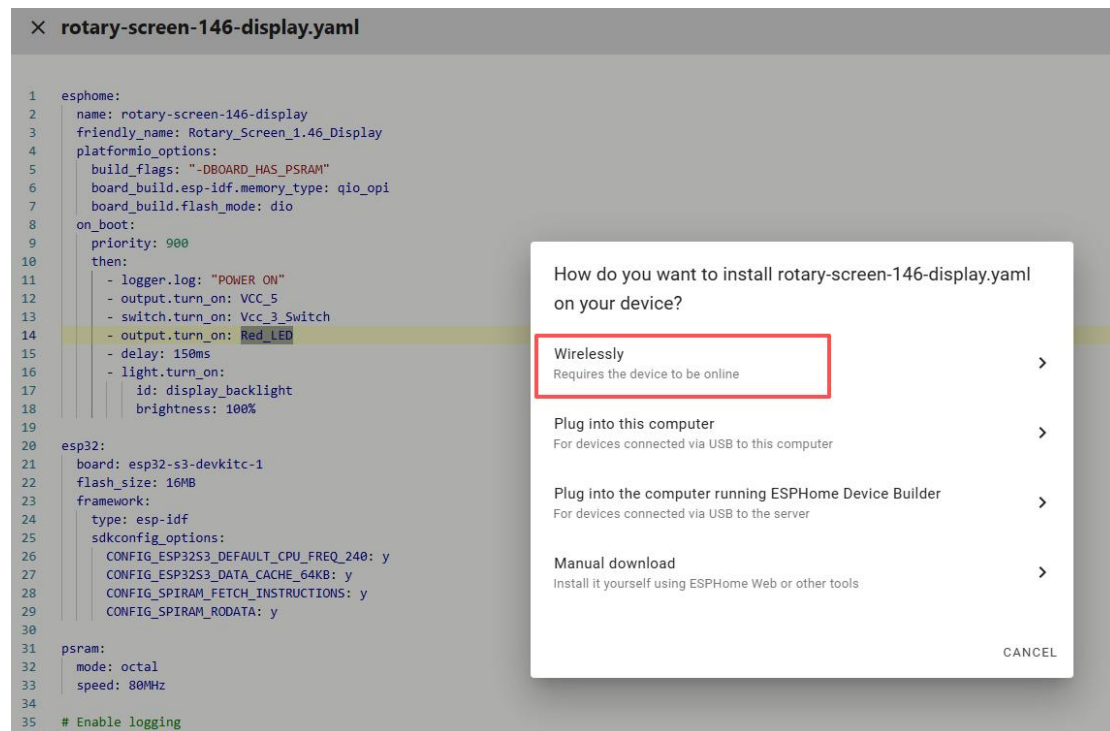 × rotary-screen-146-display.yaml
1 esphome:
2 name: rotary-screen-146-display
3 friendly_name: Rotary_Screen_1.46_Display
4 platformio_options:
5 build_flags: "-DBOARD_HAS_PSRAM"
6 board_build.esp-idf.memory_type: qio_opi
7 board_build.flash_mode: dio
8 on_boot:
9 priority: 900
10 then:
11 - logger.log: "POWER ON"
12 - output.turn_on: VCC_5
13 - switch.turn_on: Vcc_3_Switch
14 - output.turn_on: Red_LED
15 - delay: 150ms
16 - light.turn_on:
17 id: display_backlight
18 brightness: 100%
19
20 esp32:
21 board: esp32-s3-devkitc-1
22 flash_size: 16MB
23 framework:
24 type: esp-idf
25 sdkconfig_options:
26 CONFIG_ESP32S3_DEFAULT_CPU_FREQ_240: y
27 CONFIG_ESP32S3_DATA_CACHE_64KB: y
28 CONFIG_SPIRAM_FETCH_INSTRUCTIONS: y
29 CONFIG_SPIRAM_RODATA: y
30
31 psram:
32 mode: octal
33 speed: 80MHz
34
35 # Enable logging
How do you want to install rotary-screen-146-display.yaml
on your device?
Wirelessly
Requires the device to be online
Plug into this computer
For devices connected via USB to this computer
Plug into the computer running ESPHome Device Builder
For devices connected via USB to the server
Manual download
Install it yourself using ESPHome Web or other tools
CANCEL